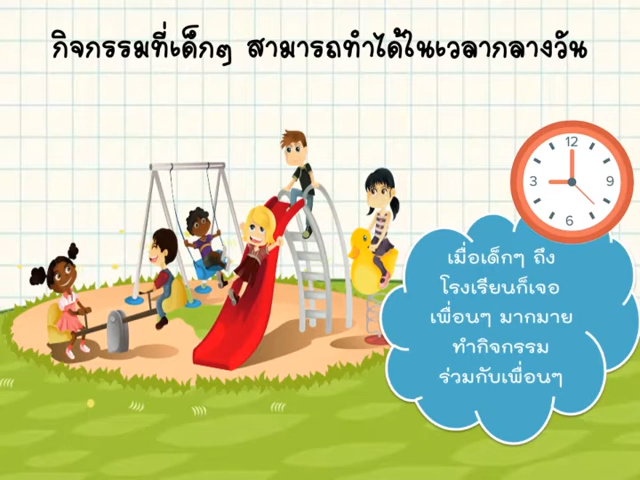 กิจกรรมที่เด็กๆ สามารถทำได้ในเวลากลางวัน
12
3
9
6
เมื่อเด็กๆ ถึง
โรงเรียนก็เจอ
เพื่อนๆ มากมาย
ทำกิจกรรม
ร่วมกับเพื่อนๆ